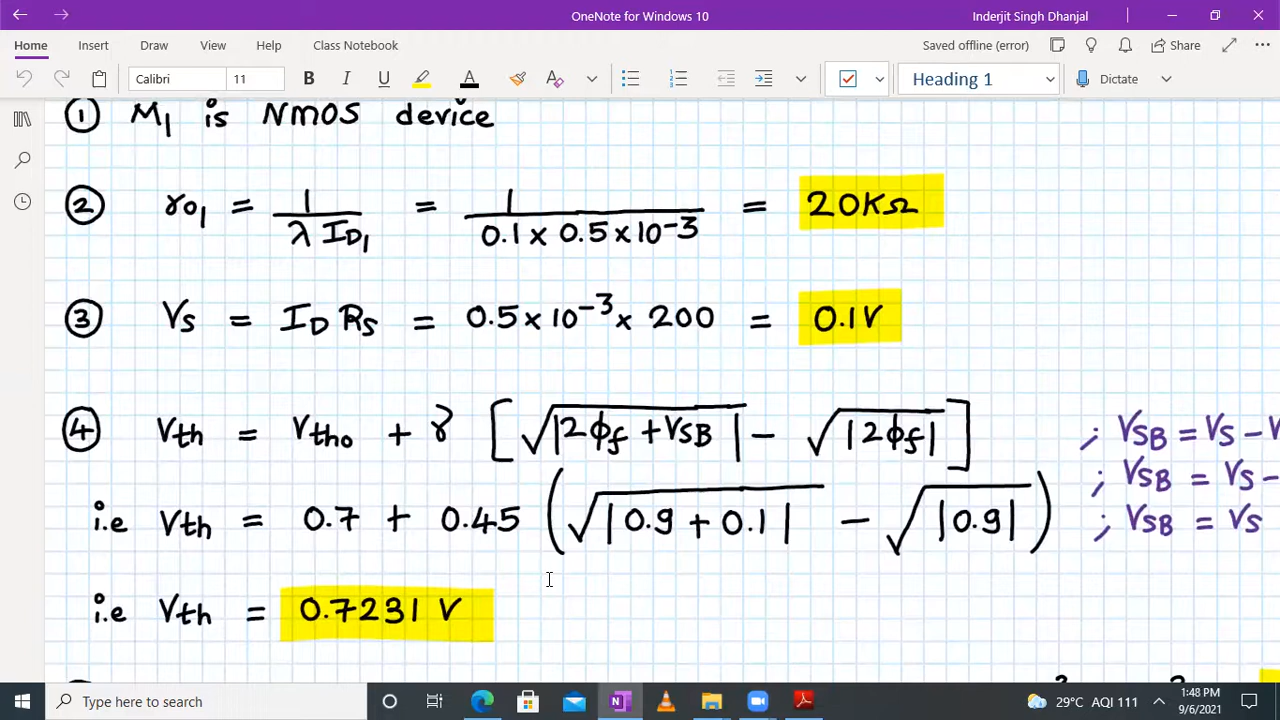 OneNote for Windows 10
Inderjit Singh Dhanjal
Home Insert Draw View Help Class Notebook
Saved offline (error) Share
Calibri 11 B I U A Heading 1 Dictate
① M1 is NMOS device
② ro1 = 1 / λ ID1 = 1 / 0.1 x 0.5 x 10^-3 = 20KΩ
③ VS = ID RS = 0.5 x 10^-3 x 200 = 0.1V
④ Vth = Vtho + γ [√|2φf + VSB| - √|2φf|] ; VSB = VS -
i.e Vth = 0.7 + 0.45 (√|0.9 + 0.1| - √|0.9|) ; VSB = VS -
; VSB = VS
i.e Vth = 0.7231 V
Type here to search
29°C AQI 111
1:48 PM
9/6/2021